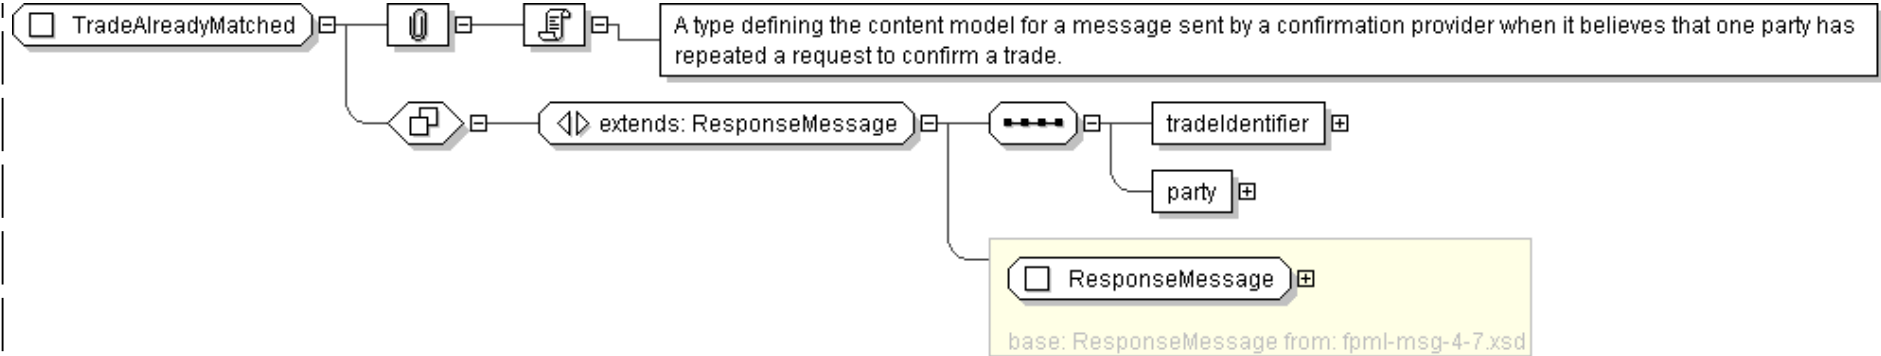 TradeAlreadyMatched
A type defining the content model for a message sent by a confirmation provider when it believes that one party has
repeated a request to confirm a trade.
extends: ResponseMessage
tradeIdentifier
party
ResponseMessage
base: ResponseMessage from: fpml-msg-4-7.xsd